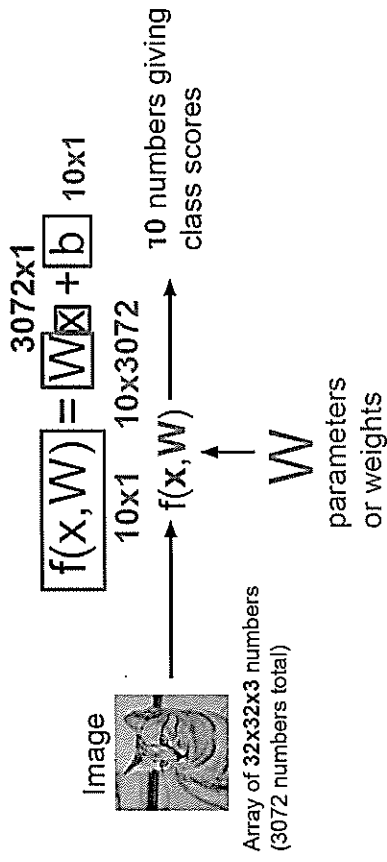 3072x1
f(x,W) = Wx + b 10x1
10x1 10x3072
Image
f(x,W)
10 numbers giving
class scores
Array of 32x32x3 numbers
(3072 numbers total)
W
parameters
or weights